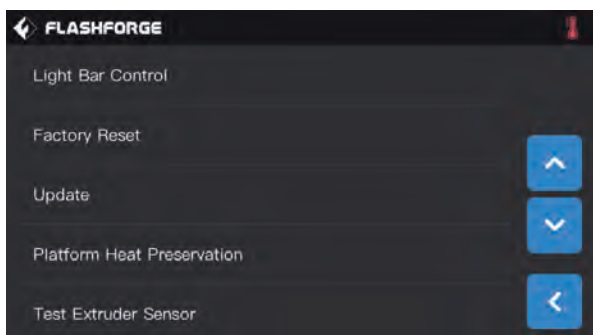 FLASHFORGE
Light Bar Control
Factory Reset
Update
Platform Heat Preservation
Test Extruder Sensor